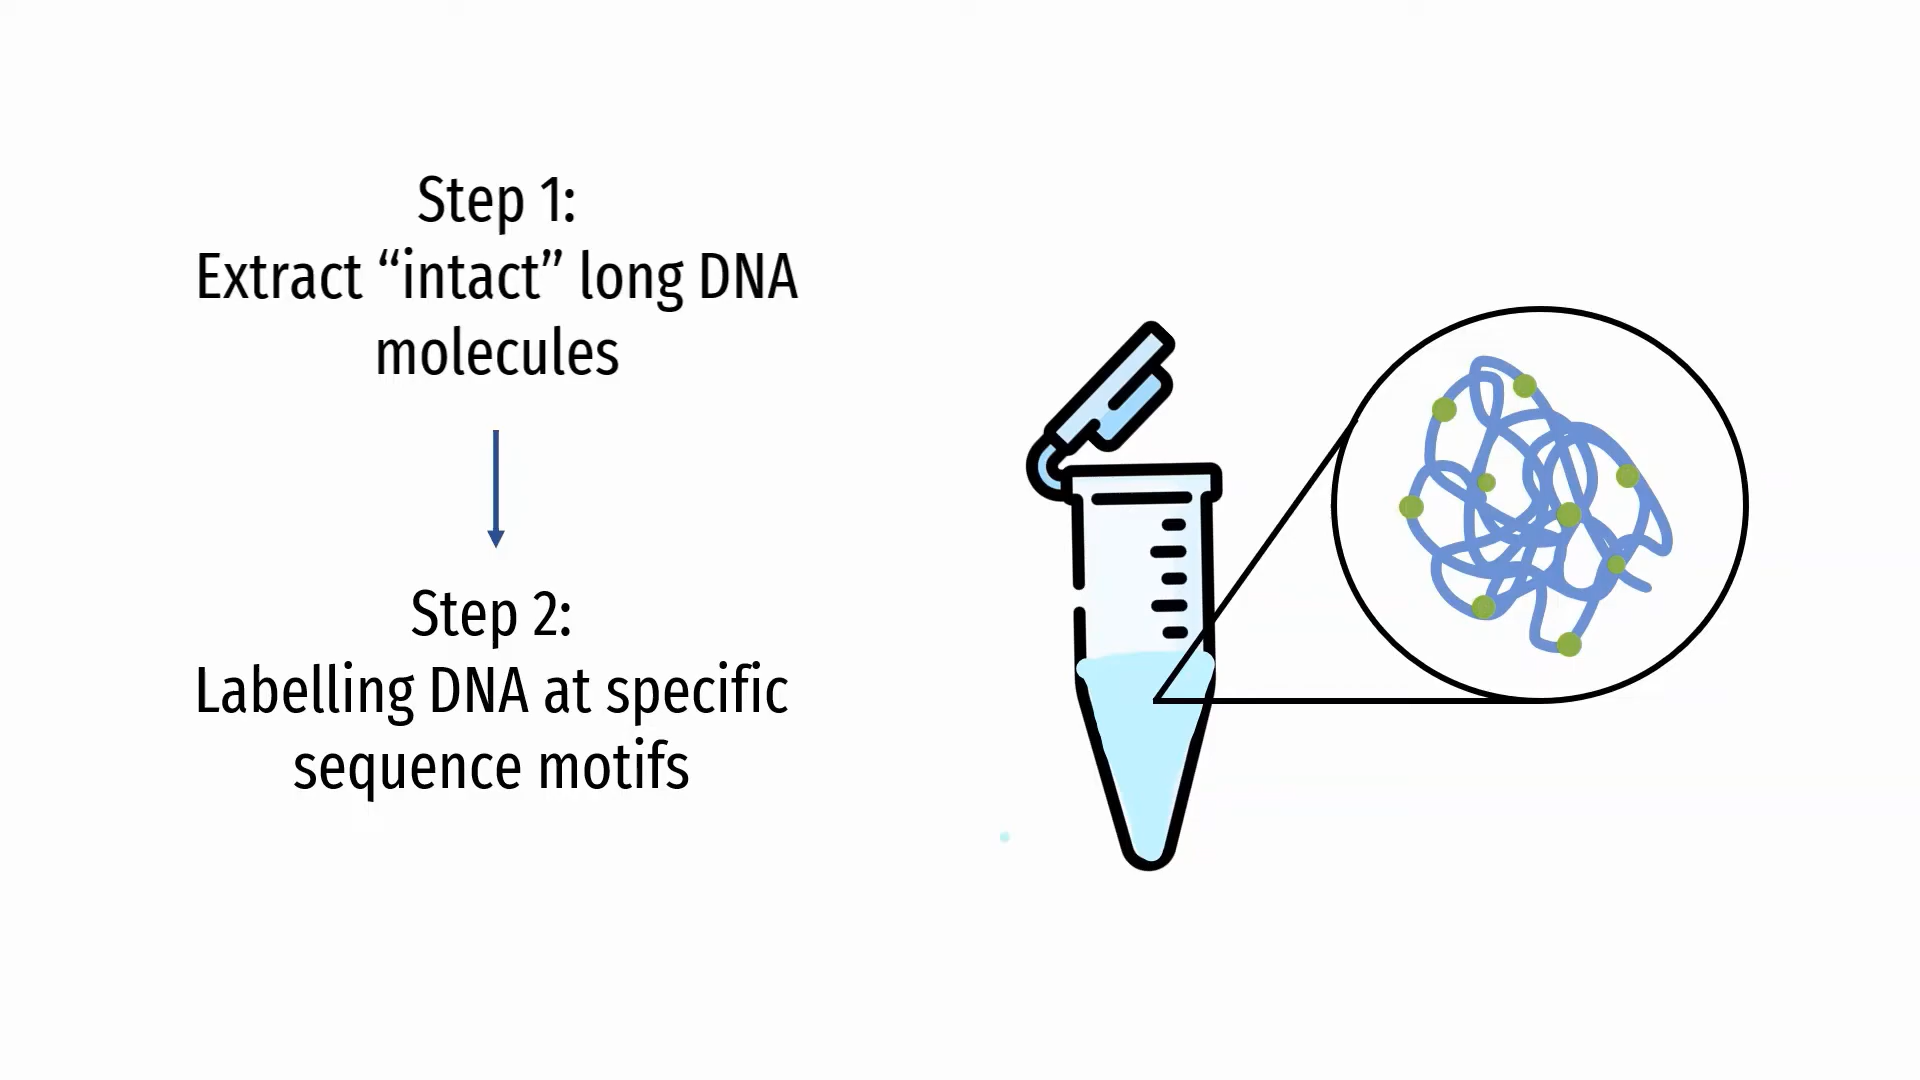 Step 1:
Extract “intact” long DNA
molecules
Step 2:
Labelling DNA at specific
sequence motifs